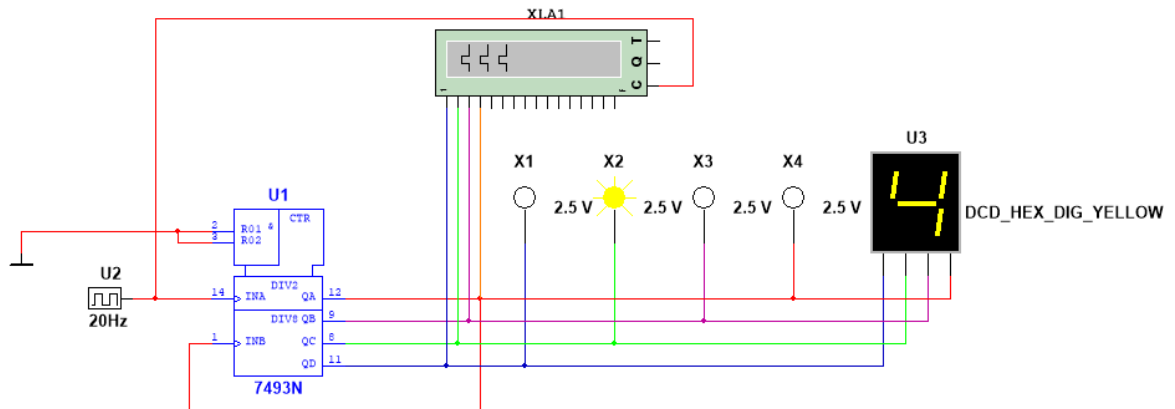 XLA1
T
Q
C
1
F
X1
X2
X3
X4
U3
2.5 V
2.5 V
2.5 V
2.5 V
DCD_HEX_DIG_YELLOW
U1
2
R01
&
CTR
3
R02
U2
20Hz
14
INA
DIV2
QA
12
DIV8
QB
9
1
INB
QC
8
QD
11
7493N